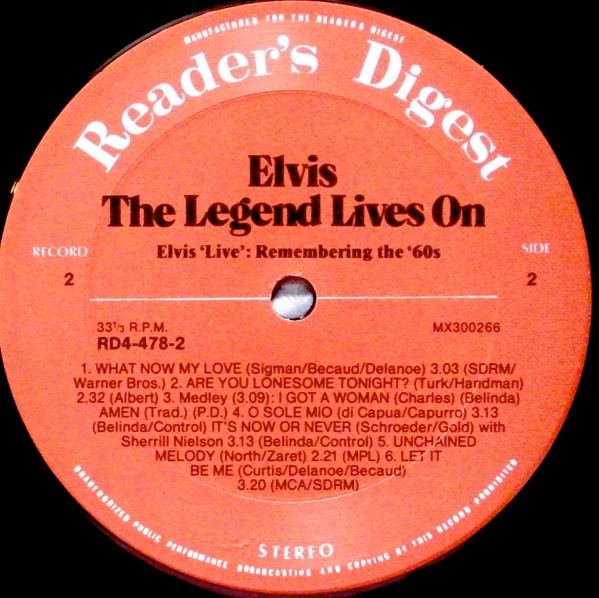 MANUFACTURED FOR THE READER'S DIGEST
Reader's Digest
Elvis
The Legend Lives On
Elvis ‘Live’: Remembering the ‘60s
RECORD
2
SIDE
2
33⅓ R.P.M.
MX300266
RD4-478-2
1. WHAT NOW MY LOVE (Sigman/Becaud/Delanoe) 3.03 (SDRM/
Warner Bros.) 2. ARE YOU LONESOME TONIGHT? (Turk/Handman)
2.32 (Albert) 3. Medley (3.09): I GOT A WOMAN (Charles) (Belinda)
AMEN (Trad.) (P.D.) 4. O SOLE MIO (di Capua/Capurro) 3.13
(Belinda/Control) IT'S NOW OR NEVER (Schroeder/Gold) with
Sherrill Nielson 3.13 (Belinda/Control) 5. UNCHAINED
MELODY (North/Zaret) 2.21 (MPL) 6. LET IT
BE ME (Curtis/Delanoe/Becaud)
3.20 (MCA/SDRM)
STEREO
UNAUTHORIZED PUBLIC PERFORMANCE BROADCASTING AND COPYING OF THIS RECORD PROHIBITED